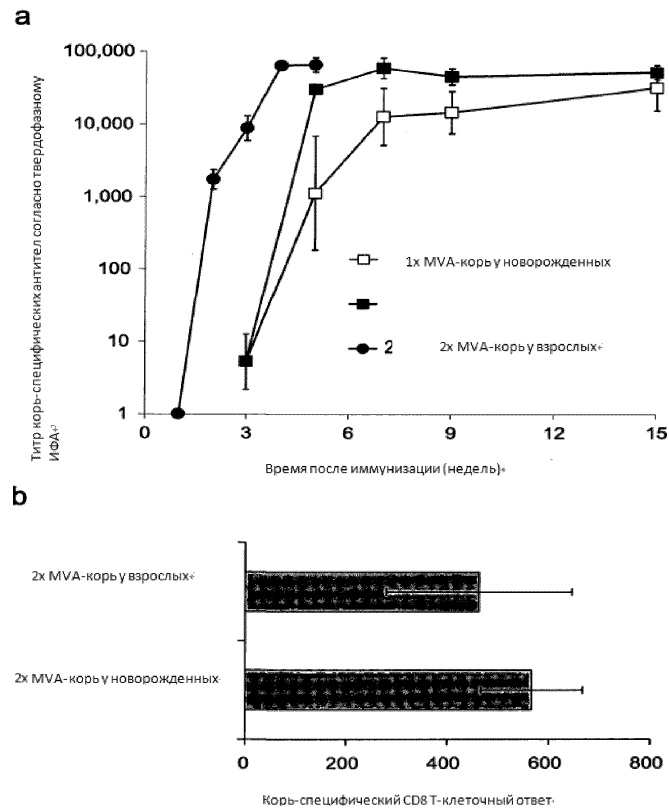 a
100,000
10,000
1,000
100
10
1
0
3
6
9
12
15
Титр корь-специфических антител согласно твердофазному
ИФА
1x MVA-корь у новорожденных
2
2x MVA-корь у взрослых
Время после иммунизации (недель)
b
2x MVA-корь у взрослых
2x MVA-корь у новорожденных
0
200
400
600
800
Корь-специфический CD8 Т-клеточный ответ